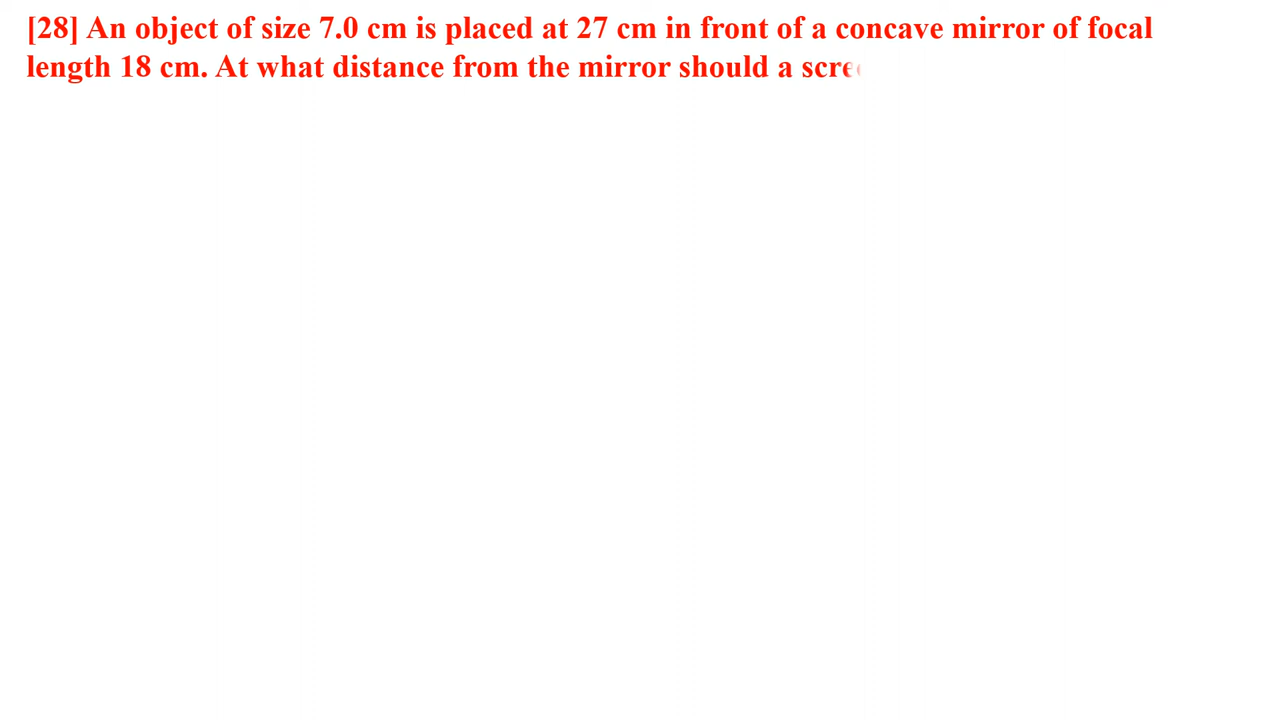 [28] An object of size 7.0 cm is placed at 27 cm in front of a concave mirror of focal
length 18 cm. At what distance from the mirror should a scre